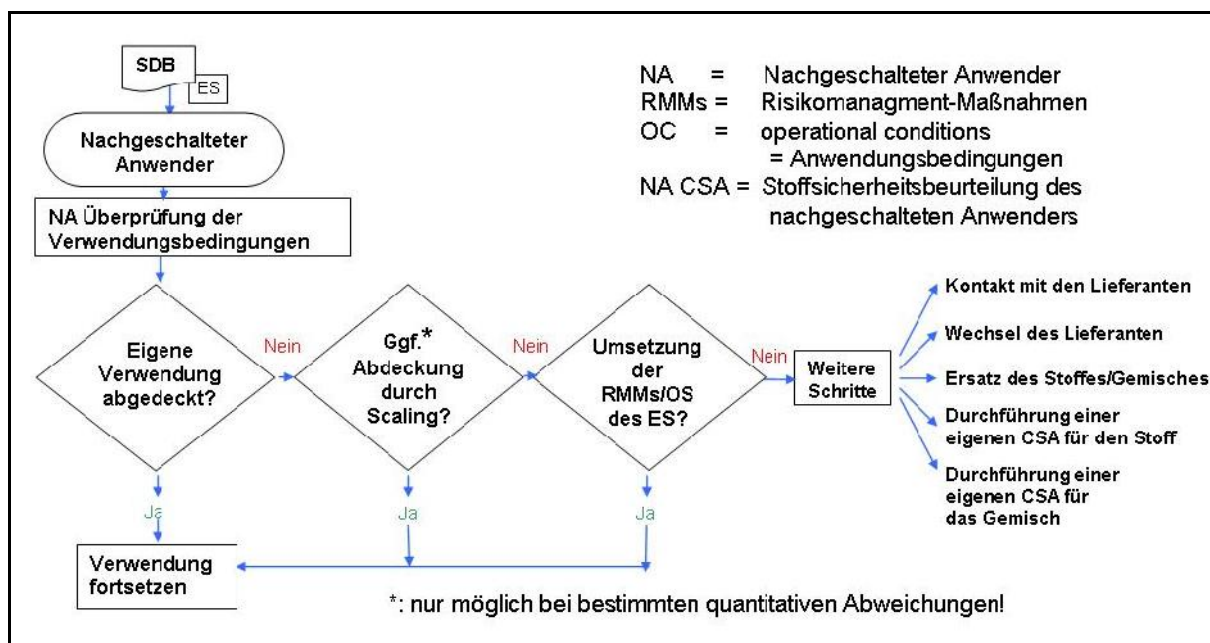 SDB
ES
Nachgeschalteter
Anwender
NA Überprüfung der
Verwendungsbedingungen
NA = Nachgeschalteter Anwender
RMMs = Risikomanagment-Maßnahmen
OC = operational conditions
= Anwendungsbedingungen
NA CSA = Stoffsicherheitsbeurteilung des
nachgeschalteten Anwenders
Eigene
Verwendung
abgedeckt?
Nein
Ggf.*
Abdeckung
durch
Scaling?
Nein
Umsetzung
der
RMMs/OS
des ES?
Nein
Weitere
Schritte
Kontakt mit den Lieferanten
Wechsel des Lieferanten
Ersatz des Stoffes/Gemisches
Durchführung einer
eigenen CSA für den Stoff
Durchführung einer
eigenen CSA für
das Gemisch
Ja
Ja
Ja
Verwendung
fortsetzen
*: nur möglich bei bestimmten quantitativen Abweichungen!